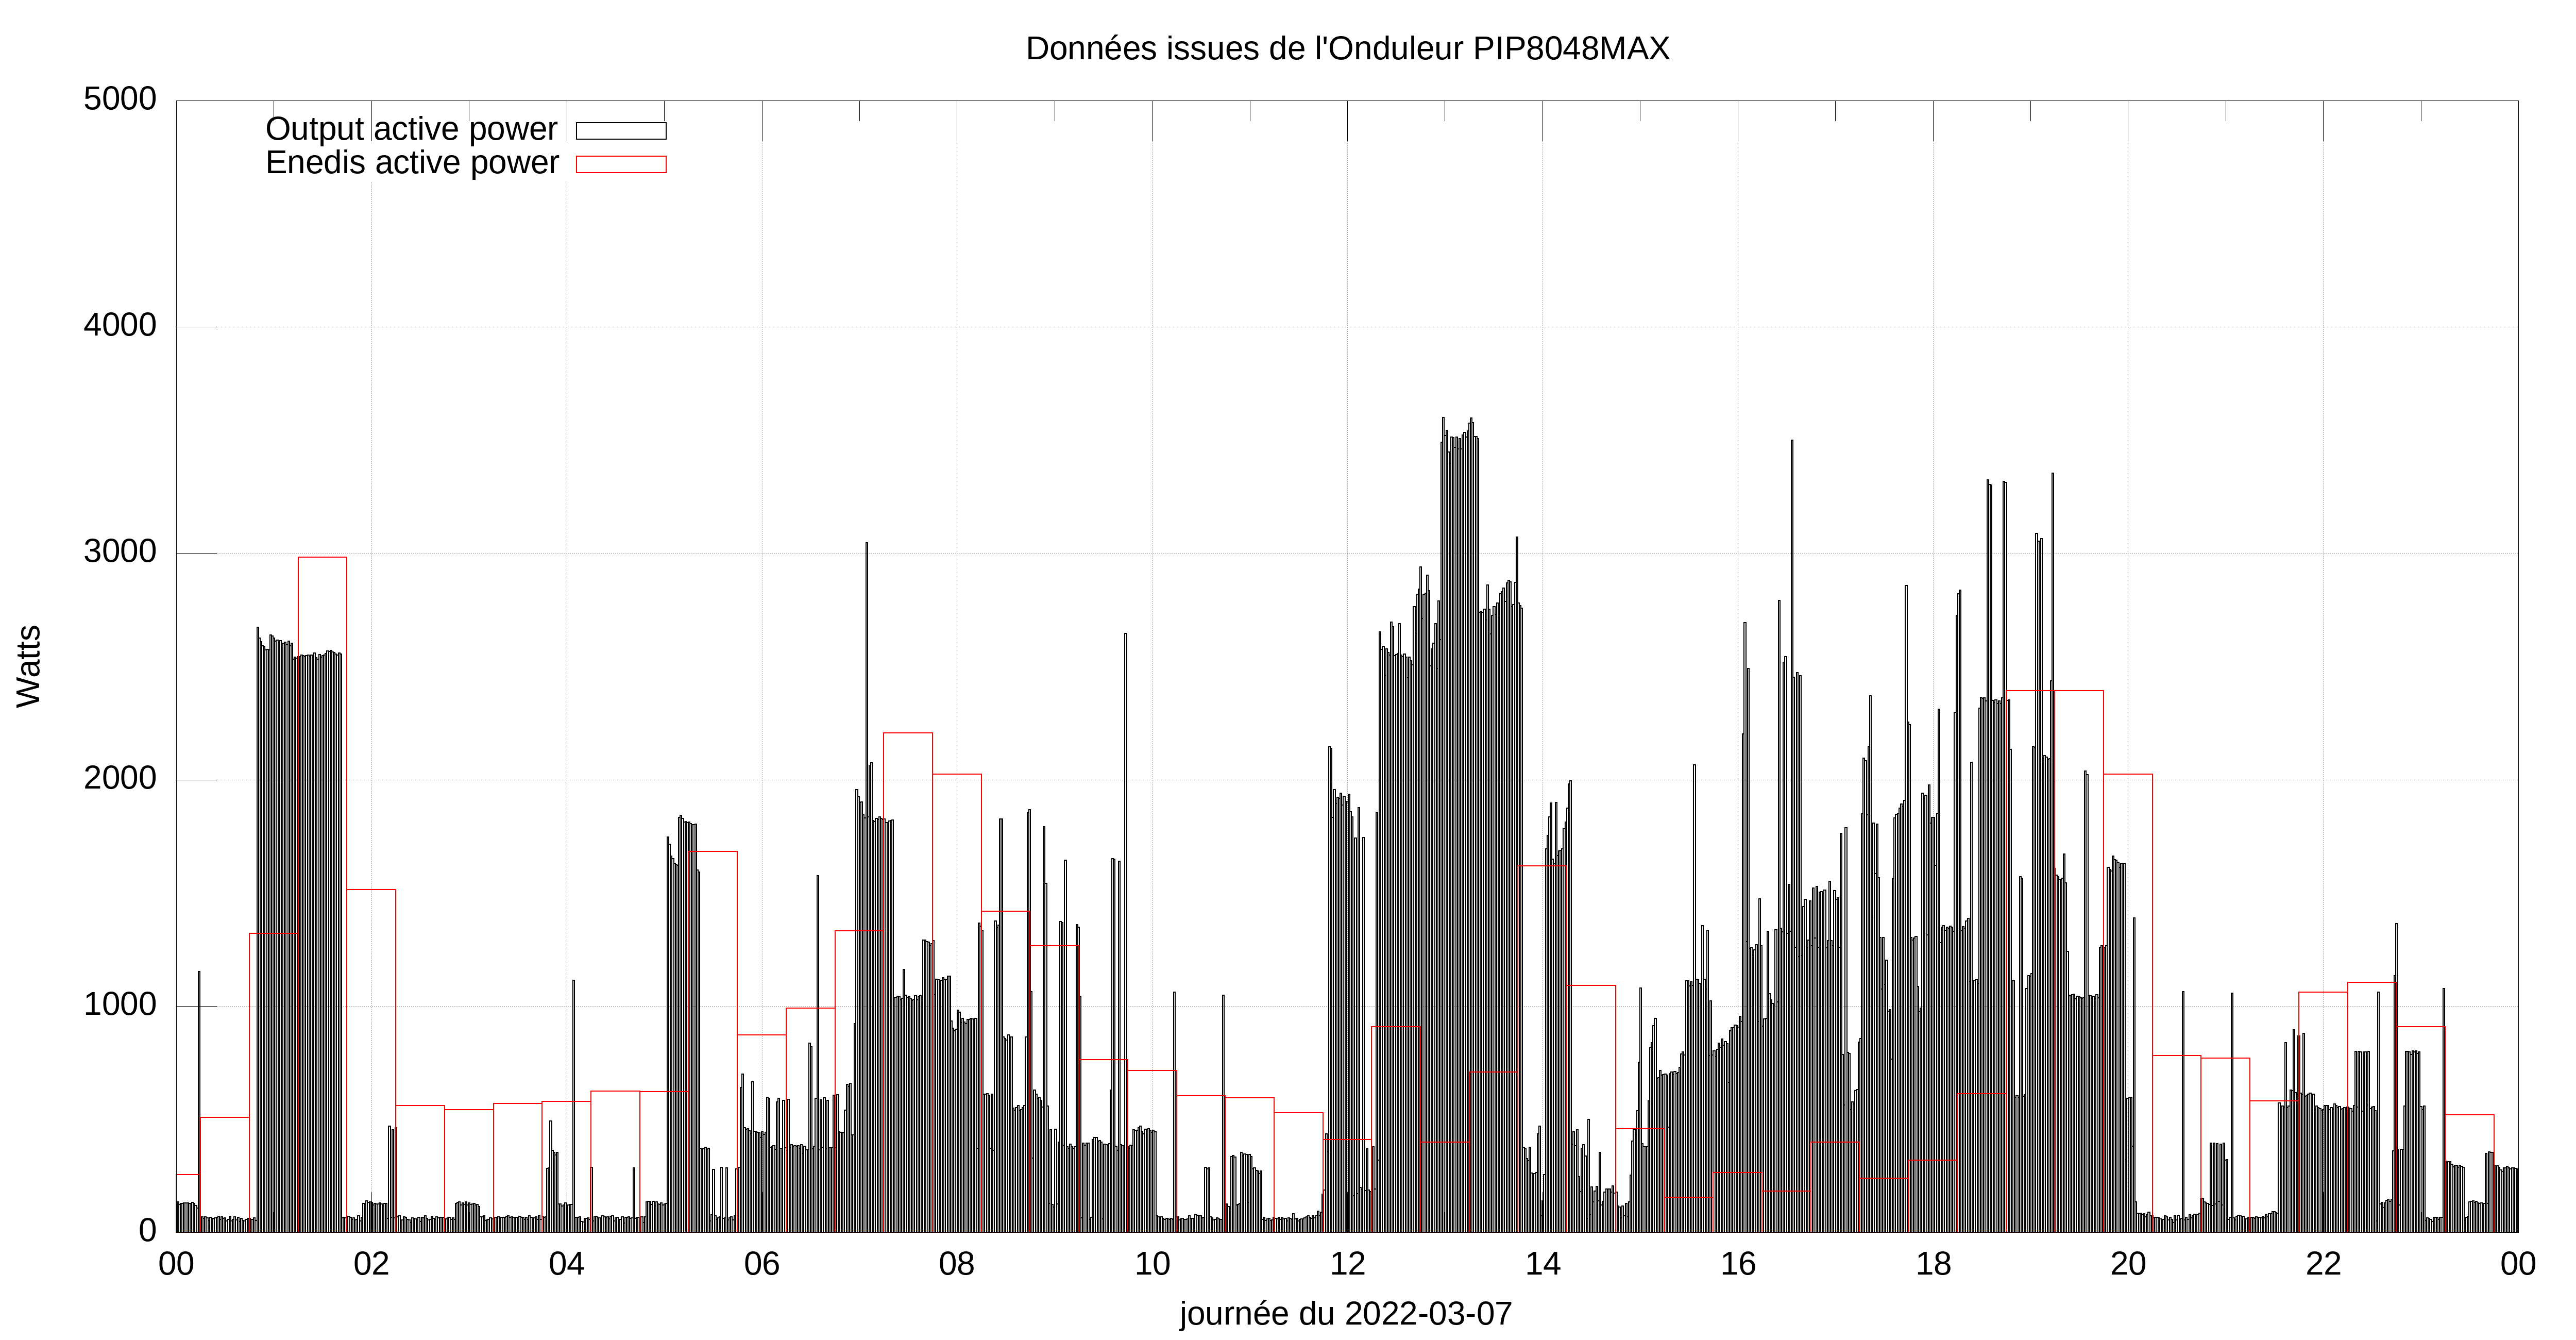 Données issues de l'Onduleur PIP8048MAX
5000
Output active power
Enedis active power
4000
3000
Watts
2000
1000
0
00 02 04 06 08 10 12 14 16 18 20 22 00
journée du 2022-03-07